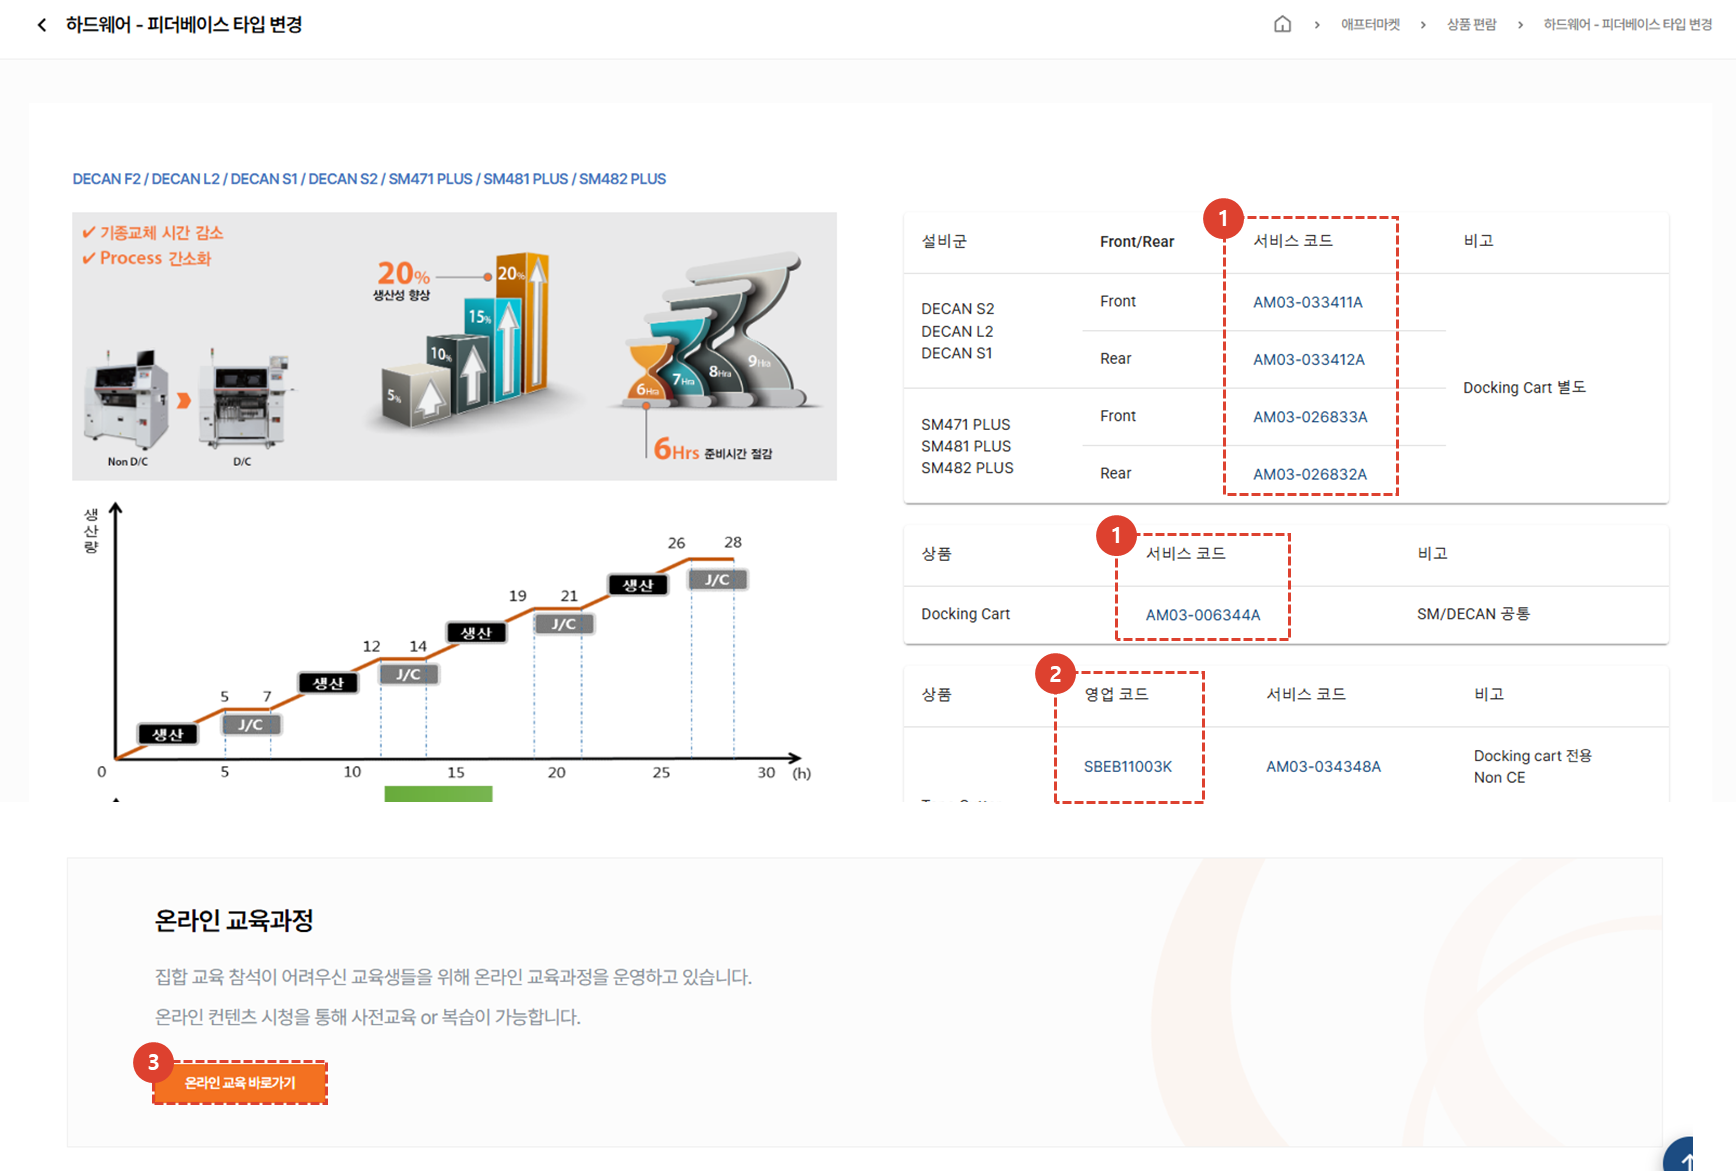 하드웨어 - 피더베이스 타입 변경
애프터마켓 > 상품 편람 > 하드웨어 - 피더베이스 타입 변경
DECAN F2 / DECAN L2 / DECAN S1 / DECAN S2 / SM471 PLUS / SM481 PLUS / SM482 PLUS
✔ 기종교체 시간 감소
✔ Process 간소화
Non D/C
D/C
20%
생산성 향상
5%
10%
15%
20%
6Hrs
7Hrs
8Hrs
9Hrs
6Hrs 준비시간 절감
생산량
생산 J/C 생산 J/C 생산 J/C 생산 J/C
5 7 12 14 19 21 26 28
0 5 10 15 20 25 30 (h)
1
설비군 Front/Rear 서비스 코드 비고
DECAN S2
DECAN L2
DECAN S1
Front AM03-033411A
Rear AM03-033412A
Docking Cart 별도
SM471 PLUS
SM481 PLUS
SM482 PLUS
Front AM03-026833A
Rear AM03-026832A
1
상품 서비스 코드 비고
Docking Cart AM03-006344A SM/DECAN 공통
2
상품 영업 코드 서비스 코드 비고
SBEB11003K AM03-034348A Docking cart 전용
Non CE
온라인 교육과정
집합 교육 참석이 어려우신 교육생들을 위해 온라인 교육과정을 운영하고 있습니다.
온라인 컨텐츠 시청을 통해 사전교육 or 복습이 가능합니다.
3
온라인 교육 바로가기